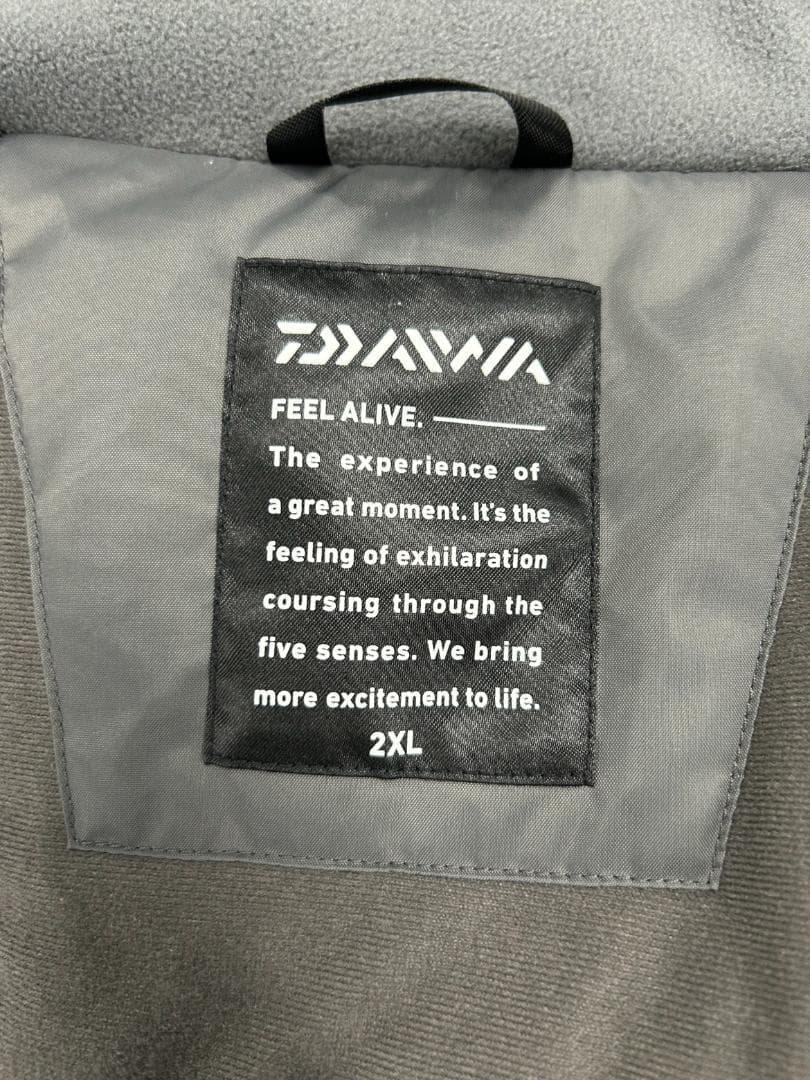 DAIWA
FEEL ALIVE.
The experience of
a great moment. It's the
feeling of exhilaration
coursing through the
five senses. We bring
more excitement to life.
2XL